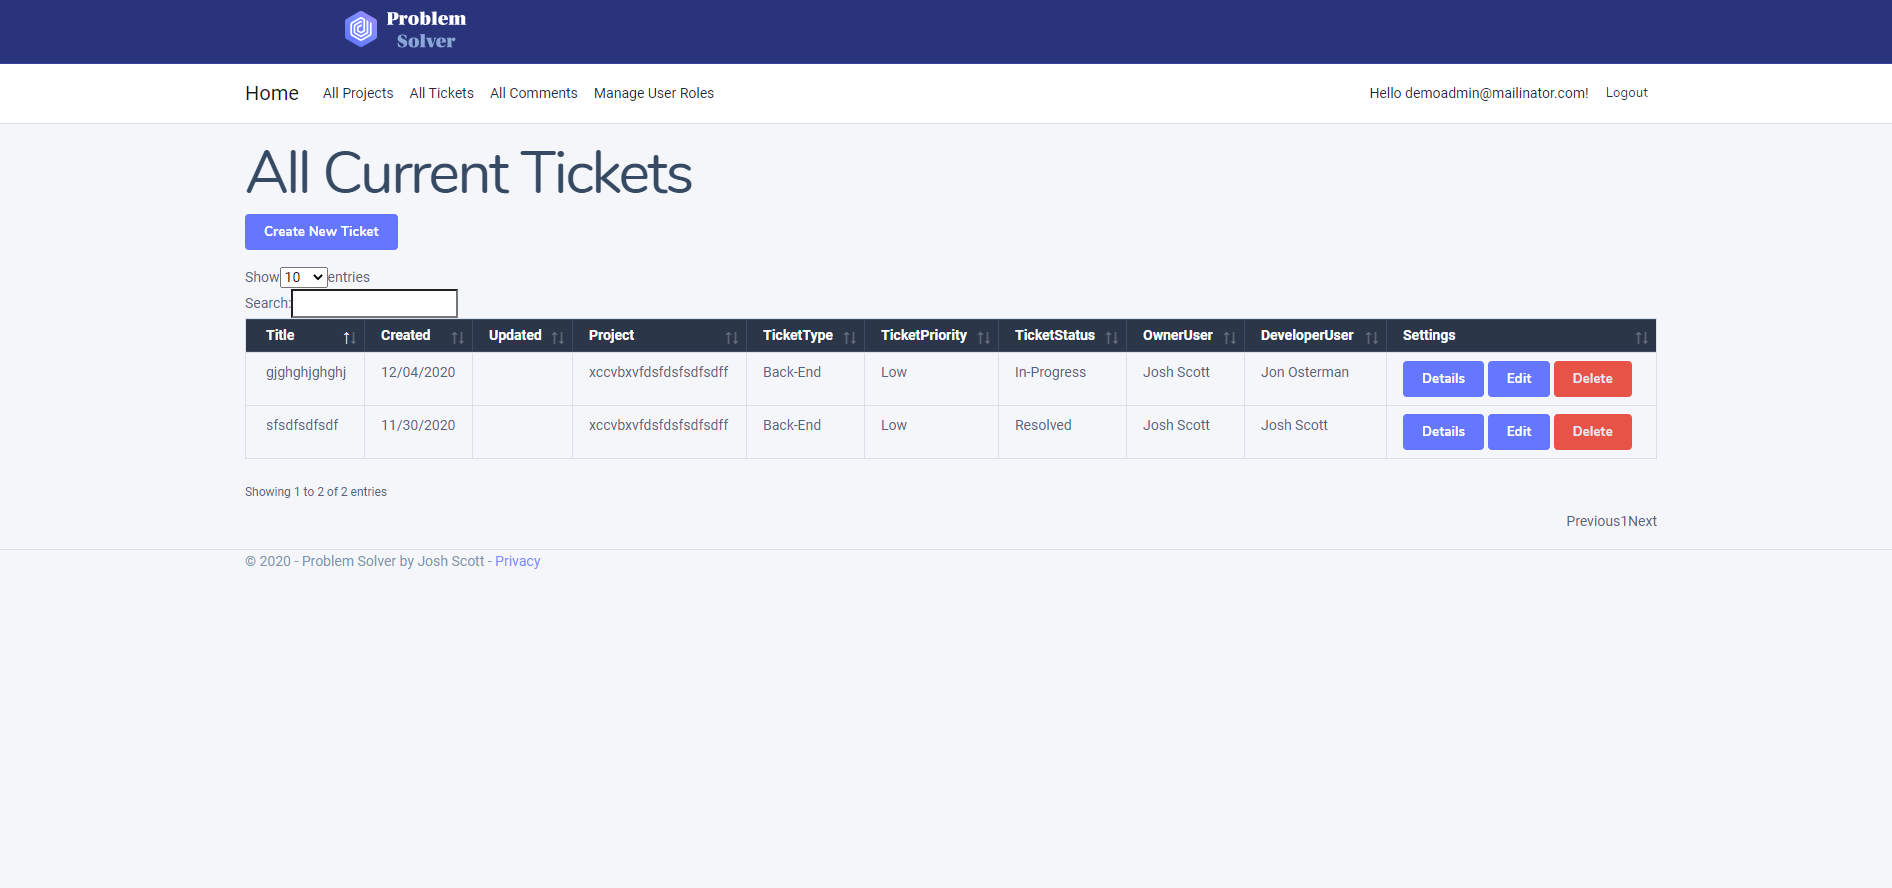 Problem
Solver
Home All Projects All Tickets All Comments Manage User Roles Hello demoadmin@mailinator.com! Logout
All Current Tickets
Create New Ticket
Show 10 entries
Search:
Title Created Updated Project TicketType TicketPriority TicketStatus OwnerUser DeveloperUser Settings
gjghghjghghj 12/04/2020 xccvbxvfdsfdsfsdfsdff Back-End Low In-Progress Josh Scott Jon Osterman Details Edit Delete
sfsdfsdfsdf 11/30/2020 xccvbxvfdsfdsfsdfsdff Back-End Low Resolved Josh Scott Josh Scott Details Edit Delete
Showing 1 to 2 of 2 entries
Previous1Next
© 2020 - Problem Solver by Josh Scott - Privacy